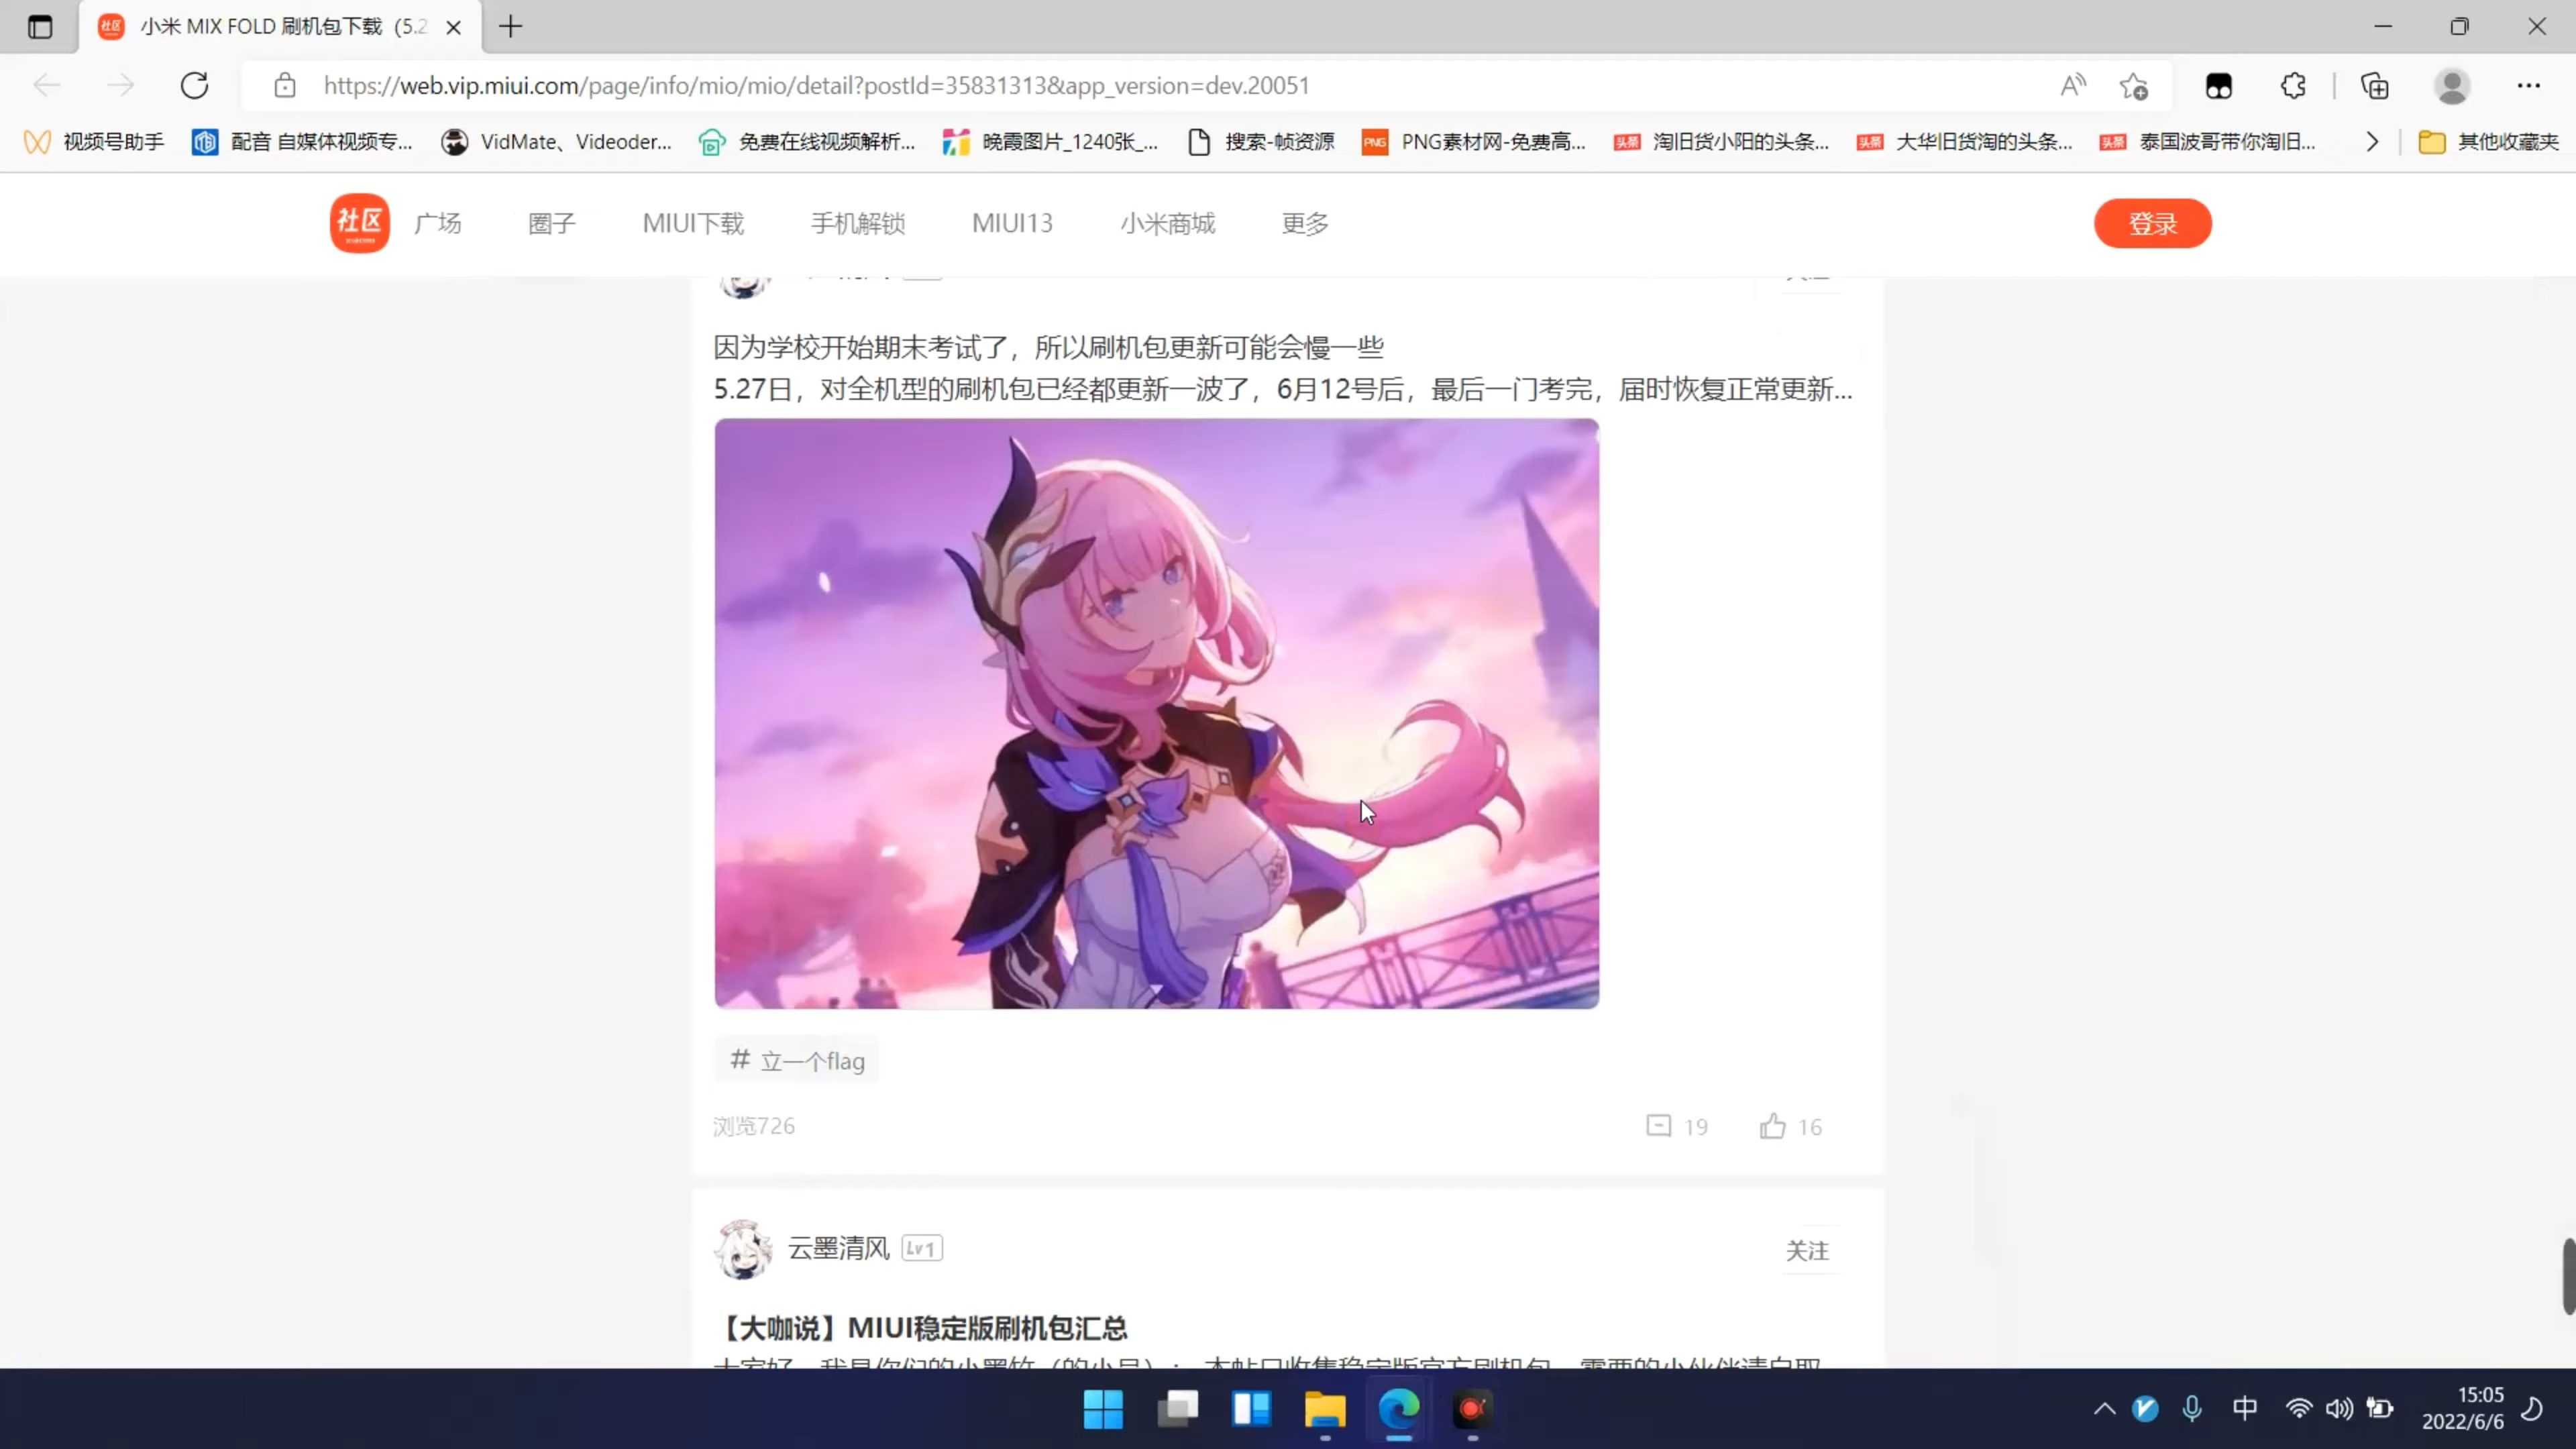 小米 MIX FOLD 刷机包下载 (5.2
https://web.vip.miui.com/page/info/mio/mio/detail?postId=35831313&app_version=dev.20051
视频号助手
配音 自媒体视频专...
VidMate、Videoder...
免费在线视频解析...
晚霞图片_1240张_...
搜索-帧资源
PNG素材网-免费高...
淘旧货小阳的头条...
大华旧货淘的头条...
泰国波哥带你淘旧...
其他收藏夹
社区
xiaomi
广场
圈子
MIUI下载
手机解锁
MIUI13
小米商城
更多
登录
因为学校开始期末考试了，所以刷机包更新可能会慢一些
5.27日，对全机型的刷机包已经都更新一波了，6月12号后，最后一门考完，届时恢复正常更新...
# 立一个flag
浏览726
19
16
云墨清风 Lv1
关注
【大咖说】MIUI稳定版刷机包汇总
中
15:05
2022/6/6